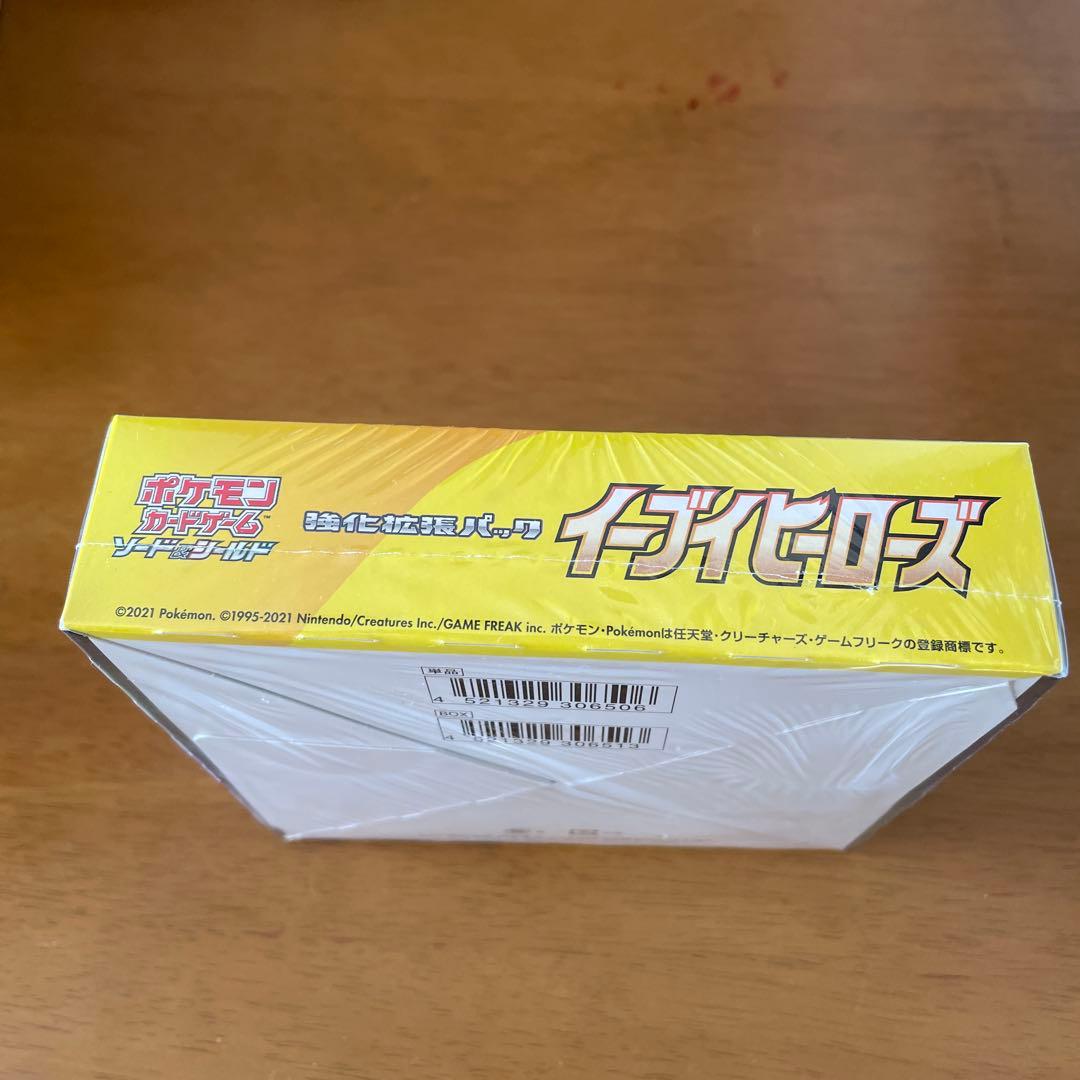 ポケモン
カードゲーム™
ソード&シールド
強化拡張パック
イーブイヒーローズ
©2021 Pokémon. ©1995-2021 Nintendo/Creatures Inc./GAME FREAK inc. ポケモン・Pokémonは任天堂・クリーチャーズ・ゲームフリークの登録商標です。
単品
4 521329 306506
BOX
4 521329 306513